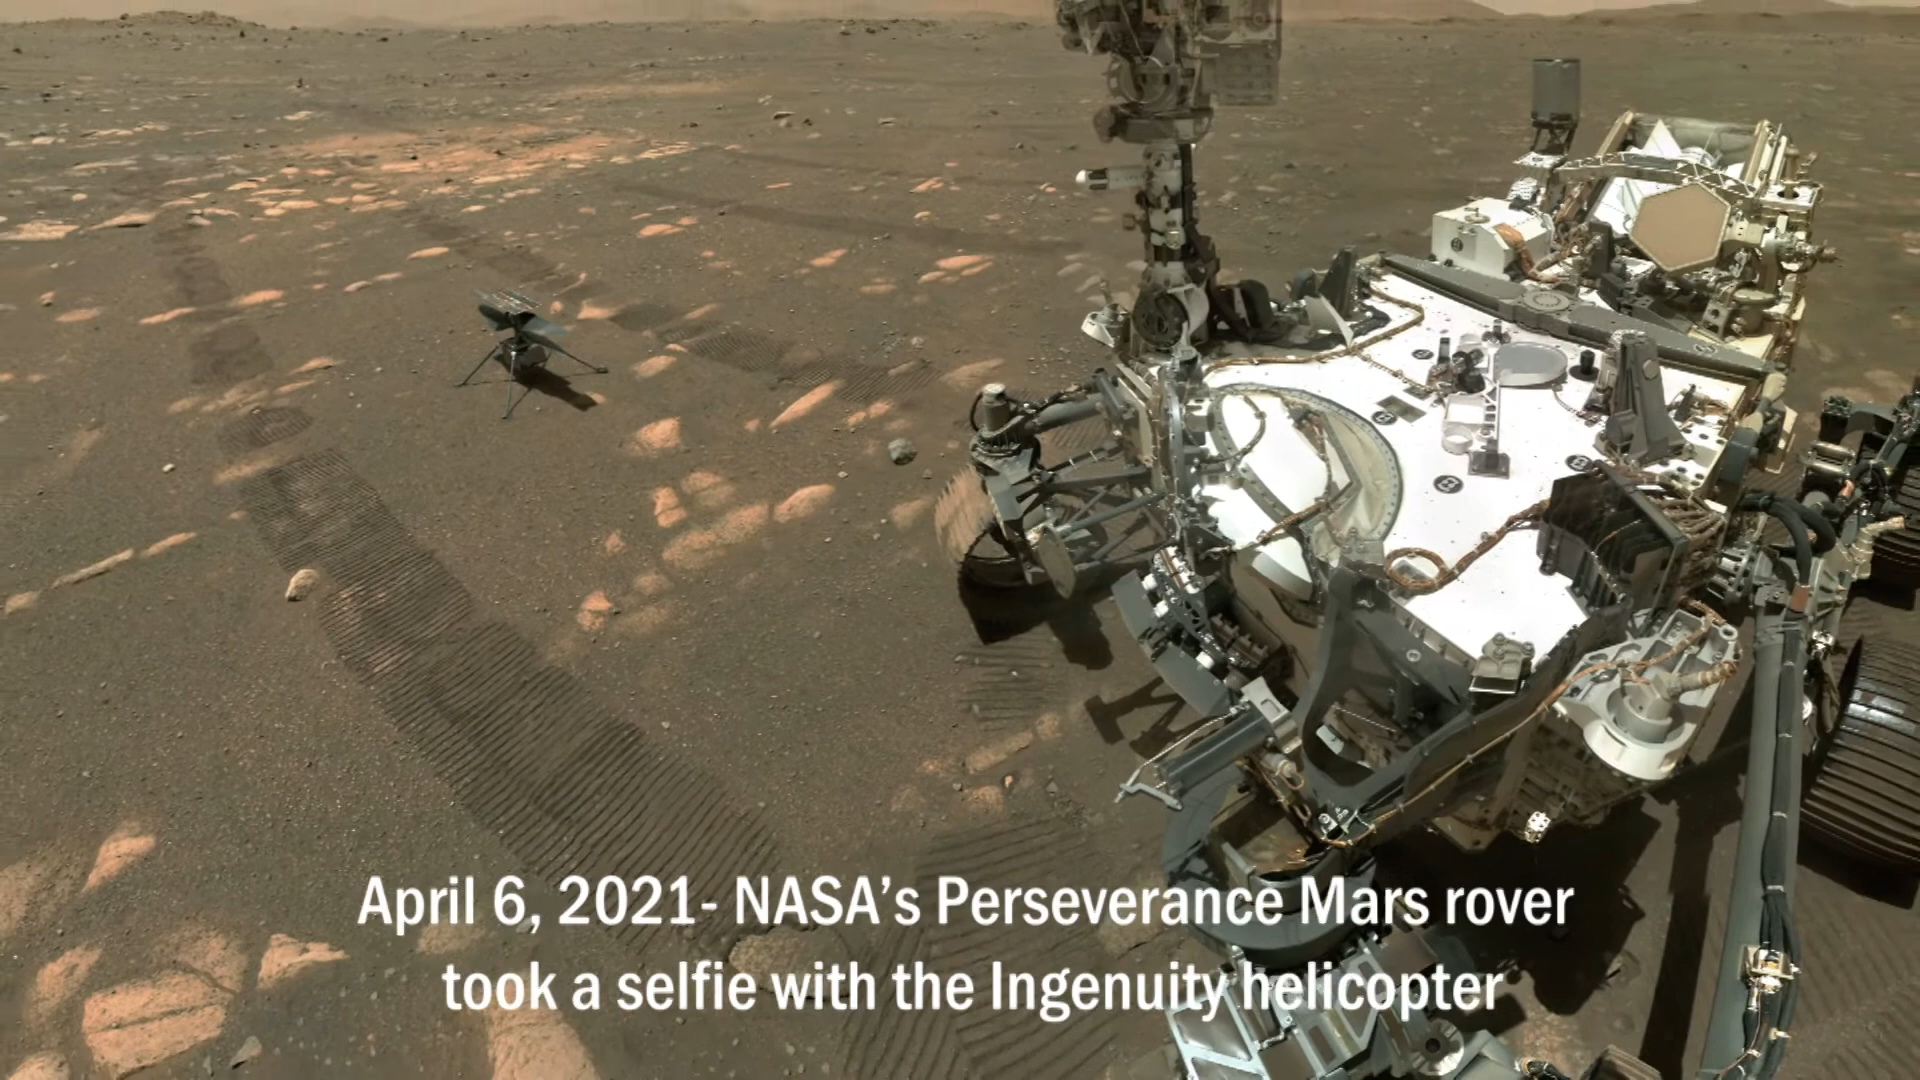 April 6, 2021- NASA's Perseverance Mars rover
took a selfie with the Ingenuity helicopter